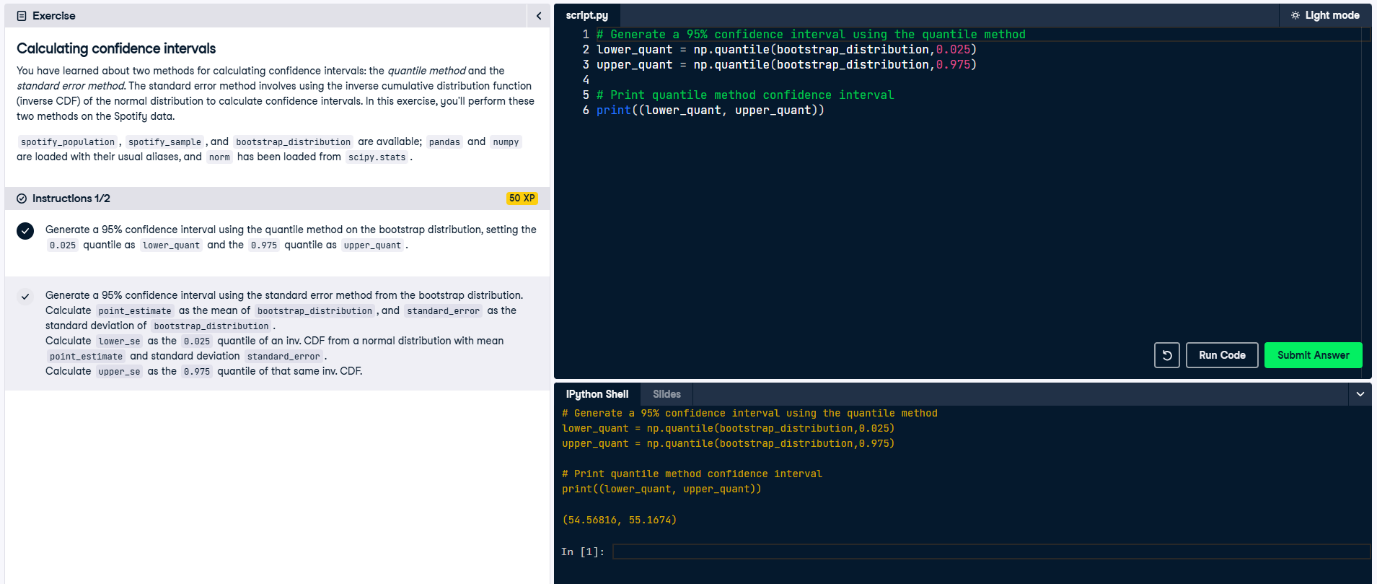 Exercise
Calculating confidence intervals
You have learned about two methods for calculating confidence intervals: the quantile method and the
standard error method. The standard error method involves using the inverse cumulative distribution function
(inverse CDF) of the normal distribution to calculate confidence intervals. In this exercise, you'll perform these
two methods on the Spotify data.
spotify_population , spotify_sample , and bootstrap_distribution are available; pandas and numpy
are loaded with their usual aliases, and norm has been loaded from scipy.stats .
Instructions 1/2
50 XP
Generate a 95% confidence interval using the quantile method on the bootstrap distribution, setting the
0.025 quantile as lower_quant and the 0.975 quantile as upper_quant .
Generate a 95% confidence interval using the standard error method from the bootstrap distribution.
Calculate point_estimate as the mean of bootstrap_distribution , and standard_error as the
standard deviation of bootstrap_distribution .
Calculate lower_se as the 0.025 quantile of an inv. CDF from a normal distribution with mean
point_estimate and standard deviation standard_error .
Calculate upper_se as the 0.975 quantile of that same inv. CDF.
script.py
Light mode
1 # Generate a 95% confidence interval using the quantile method
2 lower_quant = np.quantile(bootstrap_distribution,0.025)
3 upper_quant = np.quantile(bootstrap_distribution,0.975)
4
5 # Print quantile method confidence interval
6 print((lower_quant, upper_quant))
Run Code
Submit Answer
IPython Shell
Slides
# Generate a 95% confidence interval using the quantile method
lower_quant = np.quantile(bootstrap_distribution,0.025)
upper_quant = np.quantile(bootstrap_distribution,0.975)
# Print quantile method confidence interval
print((lower_quant, upper_quant))
(54.56816, 55.1674)
In [1]: